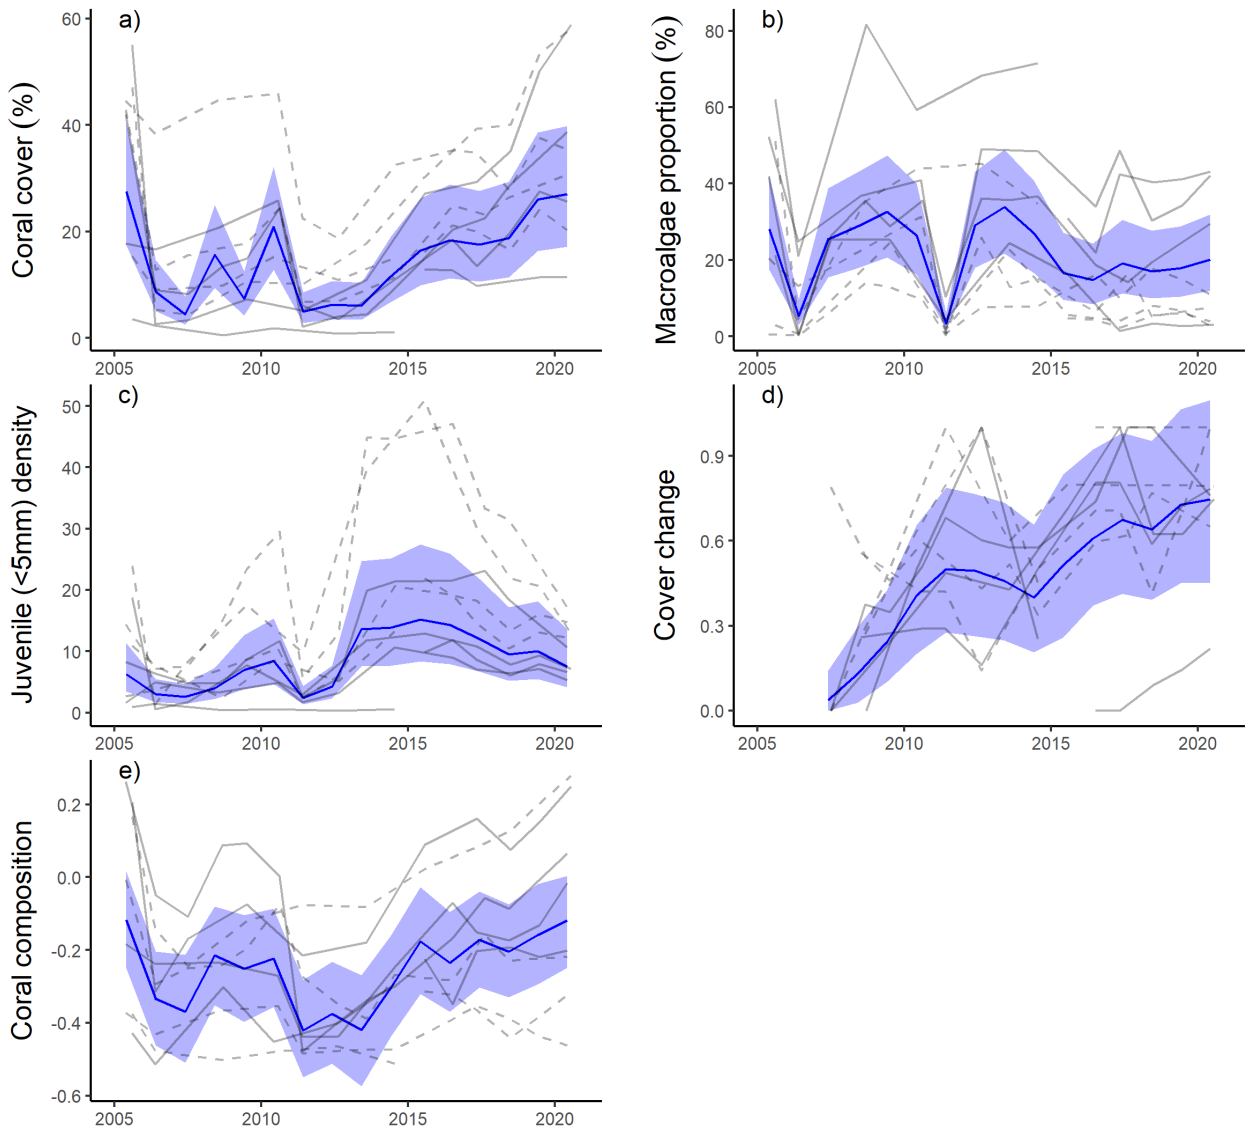 a)
Coral cover (%)
60
40
20
0
2005 2010 2015 2020
b)
Macroalgae proportion (%)
80
60
40
20
0
2005 2010 2015 2020
c)
Juvenile (<5mm) density
50
40
30
20
10
0
2005 2010 2015 2020
d)
Cover change
0.9
0.6
0.3
0.0
2005 2010 2015 2020
e)
Coral composition
0.2
0.0
-0.2
-0.4
-0.6
2005 2010 2015 2020